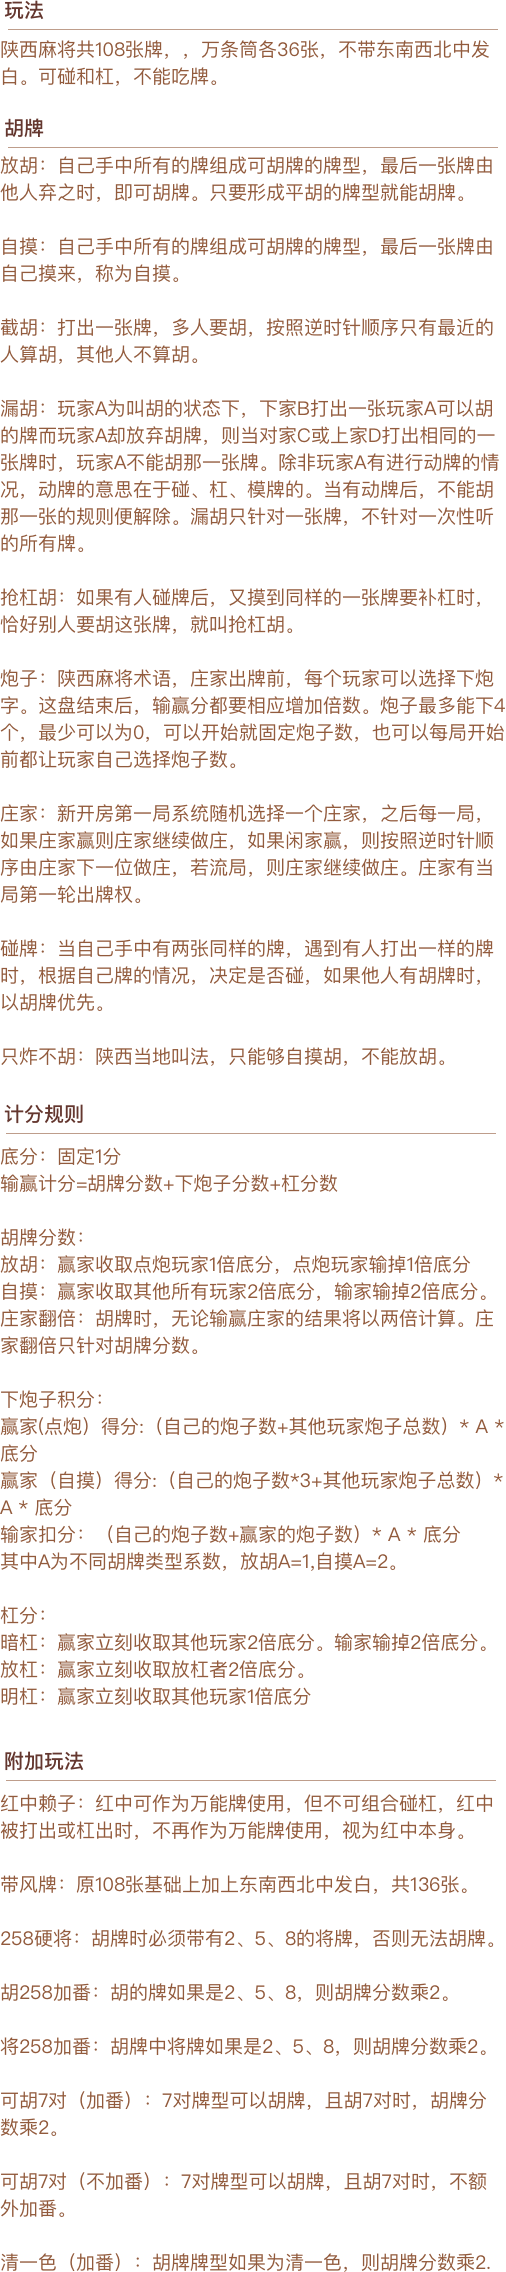 玩法
陕西麻将共108张牌，，万条筒各36张，不带东南西北中发
白。可碰和杠，不能吃牌。
胡牌
放胡：自己手中所有的牌组成可胡牌的牌型，最后一张牌由
他人弃之时，即可胡牌。只要形成平胡的牌型就能胡牌。
自摸：自己手中所有的牌组成可胡牌的牌型，最后一张牌由
自己摸来，称为自摸。
截胡：打出一张牌，多人要胡，按照逆时针顺序只有最近的
人算胡，其他人不算胡。
漏胡：玩家A为叫胡的状态下，下家B打出一张玩家A可以胡
的牌而玩家A却放弃胡牌，则当对家C或上家D打出相同的一
张牌时，玩家A不能胡那一张牌。除非玩家A有进行动牌的情
况，动牌的意思在于碰、杠、模牌的。当有动牌后，不能胡
那一张的规则便解除。漏胡只针对一张牌，不针对一次性听
的所有牌。
抢杠胡：如果有人碰牌后，又摸到同样的一张牌要补杠时，
恰好别人要胡这张牌，就叫抢杠胡。
炮子：陕西麻将术语，庄家出牌前，每个玩家可以选择下炮
字。这盘结束后，输赢分都要相应增加倍数。炮子最多能下4
个，最少可以为0，可以开始就固定炮子数，也可以每局开始
前都让玩家自己选择炮子数。
庄家：新开房第一局系统随机选择一个庄家，之后每一局，
如果庄家赢则庄家继续做庄，如果闲家赢，则按照逆时针顺
序由庄家下一位做庄，若流局，则庄家继续做庄。庄家有当
局第一轮出牌权。
碰牌：当自己手中有两张同样的牌，遇到有人打出一样的牌
时，根据自己牌的情况，决定是否碰，如果他人有胡牌时，
以胡牌优先。
只炸不胡：陕西当地叫法，只能够自摸胡，不能放胡。
计分规则
底分：固定1分
输赢计分=胡牌分数+下炮子分数+杠分数
胡牌分数：
放胡：赢家收取点炮玩家1倍底分，点炮玩家输掉1倍底分
自摸：赢家收取其他所有玩家2倍底分，输家输掉2倍底分。
庄家翻倍：胡牌时，无论输赢庄家的结果将以两倍计算。庄
家翻倍只针对胡牌分数。
下炮子积分：
赢家(点炮）得分:（自己的炮子数+其他玩家炮子总数）* A *
底分
赢家（自摸）得分:（自己的炮子数*3+其他玩家炮子总数）*
A * 底分
输家扣分：（自己的炮子数+赢家的炮子数）* A * 底分
其中A为不同胡牌类型系数，放胡A=1,自摸A=2。
杠分：
暗杠：赢家立刻收取其他玩家2倍底分。输家输掉2倍底分。
放杠：赢家立刻收取放杠者2倍底分。
明杠：赢家立刻收取其他玩家1倍底分
附加玩法
红中赖子：红中可作为万能牌使用，但不可组合碰杠，红中
被打出或杠出时，不再作为万能牌使用，视为红中本身。
带风牌：原108张基础上加上东南西北中发白，共136张。
258硬将：胡牌时必须带有2、5、8的将牌，否则无法胡牌。
胡258加番：胡的牌如果是2、5、8，则胡牌分数乘2。
将258加番：胡牌中将牌如果是2、5、8，则胡牌分数乘2。
可胡7对（加番）：7对牌型可以胡牌，且胡7对时，胡牌分
数乘2。
可胡7对（不加番）：7对牌型可以胡牌，且胡7对时，不额
外加番。
清一色（加番）：胡牌牌型如果为清一色，则胡牌分数乘2.